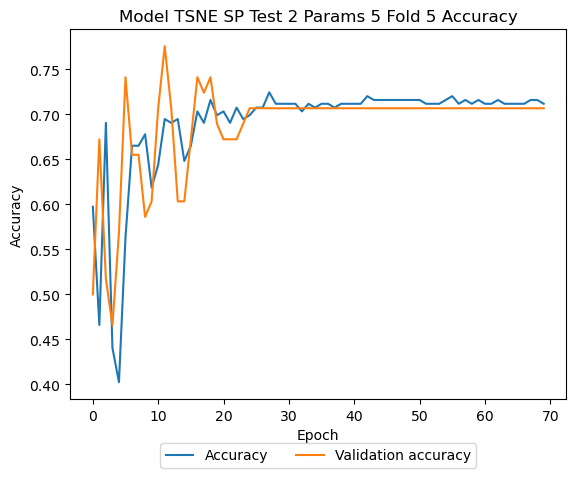 Model TSNE SP Test 2 Params 5 Fold 5 Accuracy
0.75
0.70
0.65
0.60
0.55
0.50
0.45
0.40
Accuracy
0 10 20 30 40 50 60 70
Epoch
Accuracy Validation accuracy